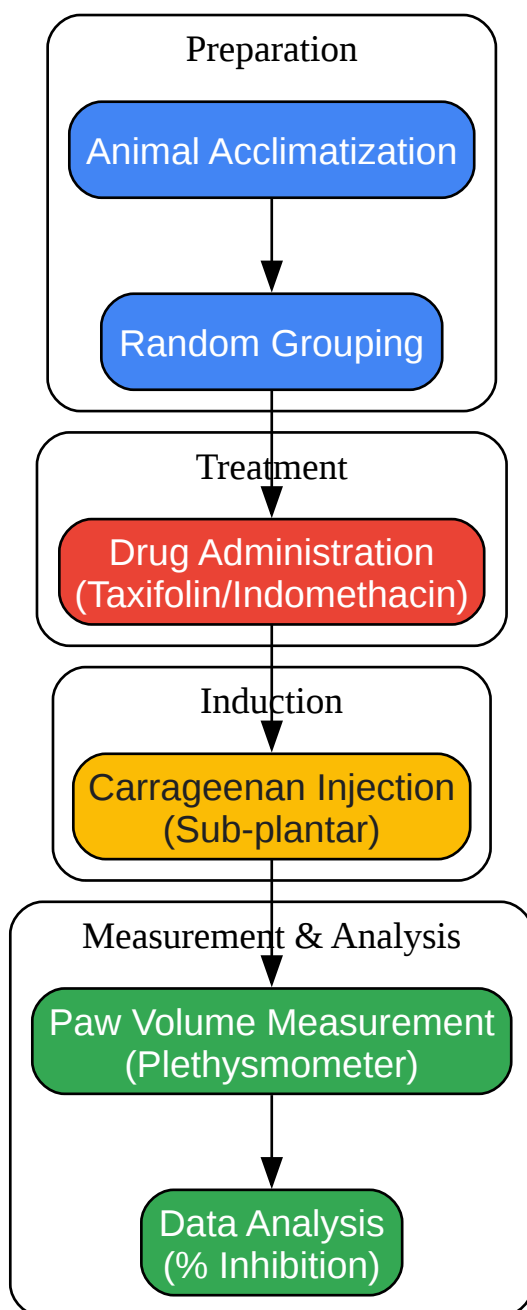 Preparation
Animal Acclimatization
Random Grouping
Treatment
Drug Administration
(Taxifolin/Indomethacin)
Induction
Carrageenan Injection
(Sub-plantar)
Measurement & Analysis
Paw Volume Measurement
(Plethysmometer)
Data Analysis
(% Inhibition)